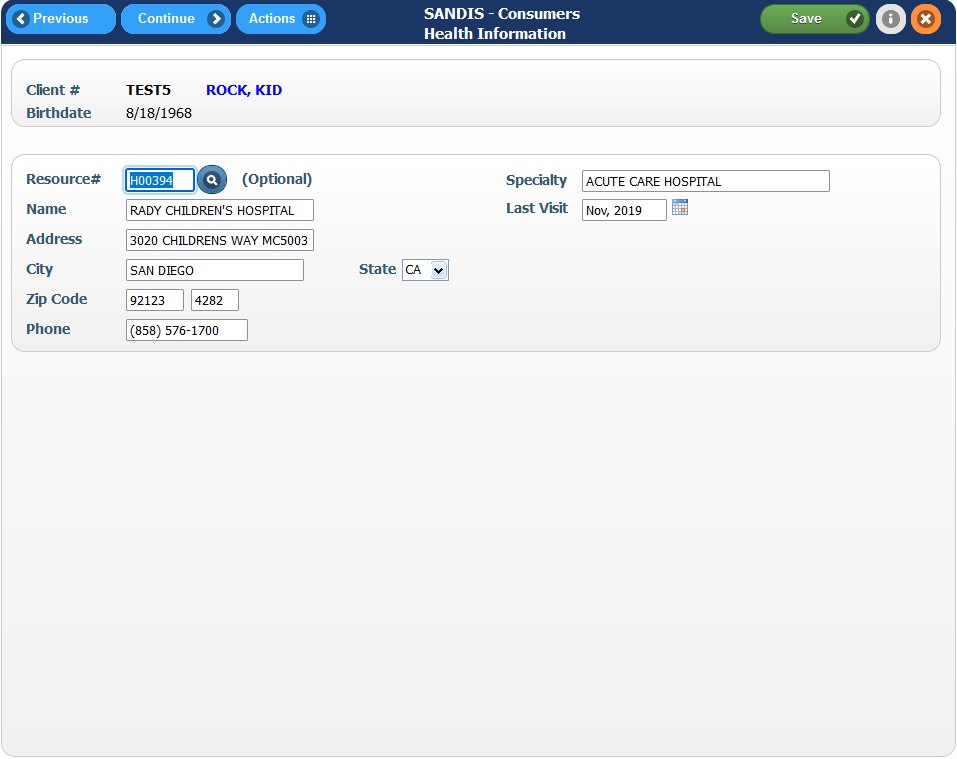 Previous Continue Actions SANDIS - Consumers Save
Health Information
Client # TEST5 ROCK, KID
Birthdate 8/18/1968
Resource# H00394 (Optional) Specialty ACUTE CARE HOSPITAL
Name RADY CHILDREN'S HOSPITAL Last Visit Nov, 2019
Address 3020 CHILDRENS WAY MC5003
City SAN DIEGO State CA
Zip Code 92123 4282
Phone (858) 576-1700